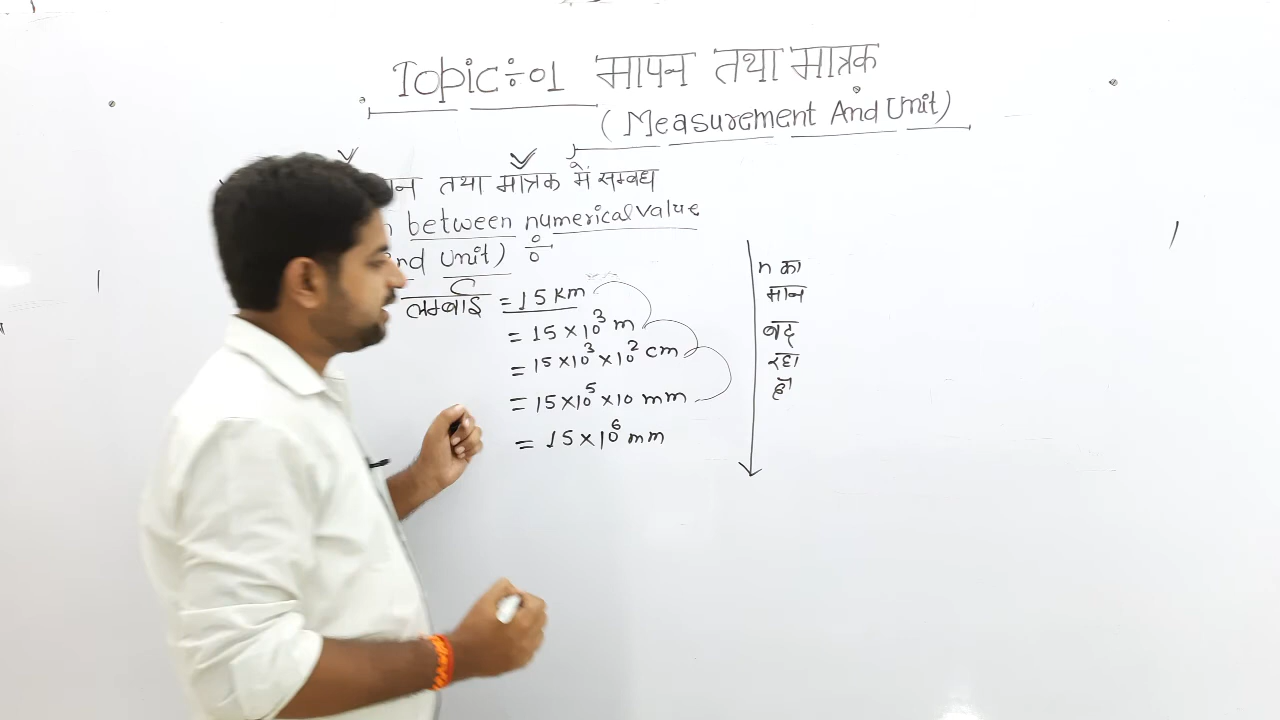 Topic÷01 मापन तथा मात्रक
(Measurement And Unit)
तथा मात्रक में सम्बध
between numerical value
Unit) ÷
लम्बाई = 15 Km
= 15×10³ m
= 15×10³×10² cm
= 15×10⁵×10 mm
= 15×10⁶ mm
n का
मान
बढ़
रहा
है